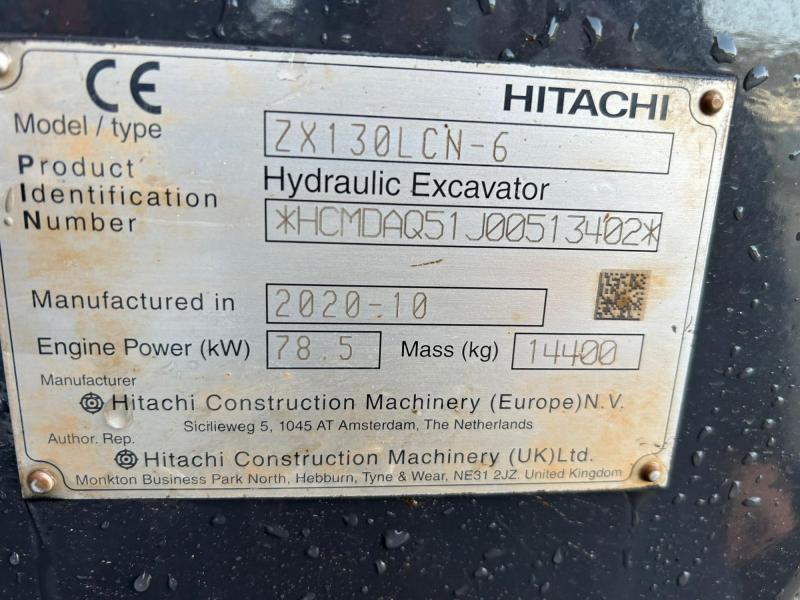 CE
HITACHI
Model / type ZX130LCN-6
Product Hydraulic Excavator
Identification
Number *HCMDAQ51J00513402*
Manufactured in 2020-10
Engine Power (kW) 78.5 Mass (kg) 14400
Manufacturer
Hitachi Construction Machinery (Europe)N.V.
Sicilieweg 5, 1045 AT Amsterdam, The Netherlands
Author. Rep.
Hitachi Construction Machinery (UK)Ltd.
Monkton Business Park North, Hebburn, Tyne & Wear, NE31 2JZ. United Kingdom